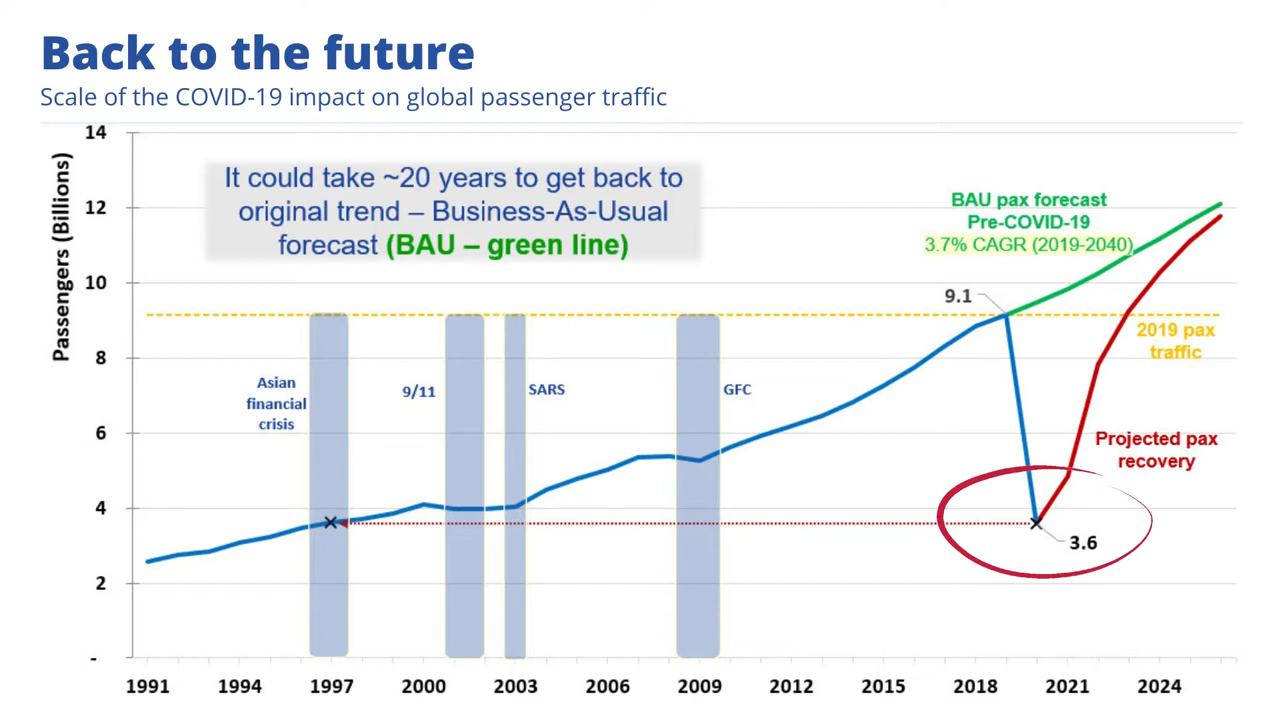 Back to the future
Scale of the COVID-19 impact on global passenger traffic
Passengers (Billions)
14
12
10
8
6
4
2
-
It could take ~20 years to get back to
original trend – Business-As-Usual
forecast (BAU – green line)
BAU pax forecast
Pre-COVID-19
3.7% CAGR (2019-2040)
9.1
2019 pax
traffic
Asian
financial
crisis
9/11
SARS
GFC
Projected pax
recovery
3.6
1991 1994 1997 2000 2003 2006 2009 2012 2015 2018 2021 2024